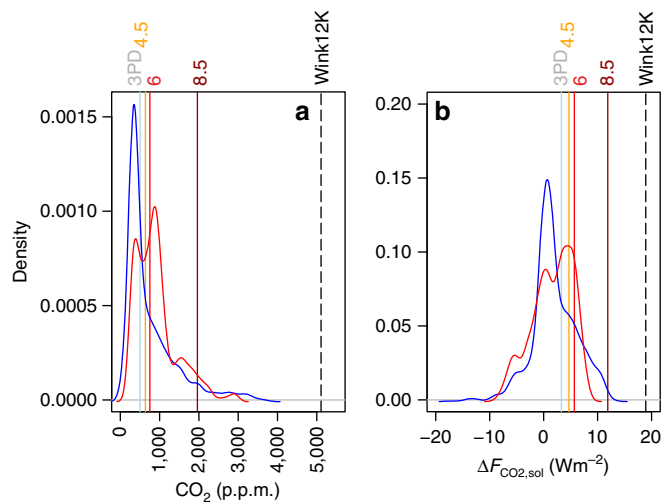 3PD
4.5
6
8.5
Wink12K
3PD
4.5
6
8.5
Wink12K
a
b
Density
0.0015
0.0010
0.0005
0.0000
0.20
0.15
0.10
0.05
0.00
0
1,000
2,000
3,000
4,000
5,000
−20
−10
0
10
20
CO2 (p.p.m.)
ΔF CO2,sol (Wm−2)